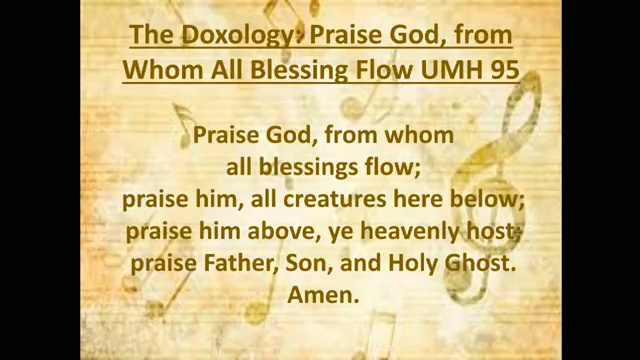 The Doxology: Praise God, from
Whom All Blessing Flow UMH 95
Praise God, from whom
all blessings flow;
praise him, all creatures here below;
praise him above, ye heavenly host;
praise Father, Son, and Holy Ghost.
Amen.